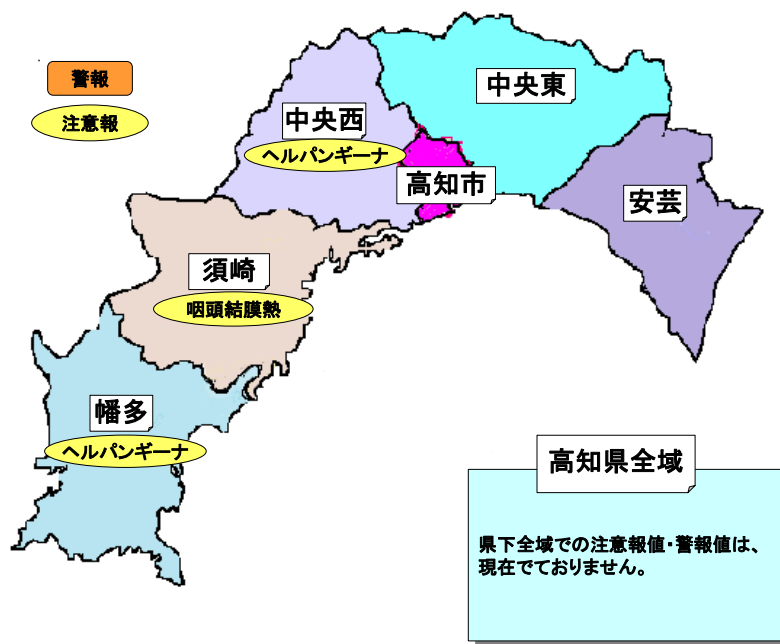 警報
注意報
中央東
中央西
ヘルパンギーナ
高知市
安芸
須崎
咽頭結膜熱
幡多
ヘルパンギーナ
高知県全域
県下全域での注意報値・警報値は、
現在でておりません。